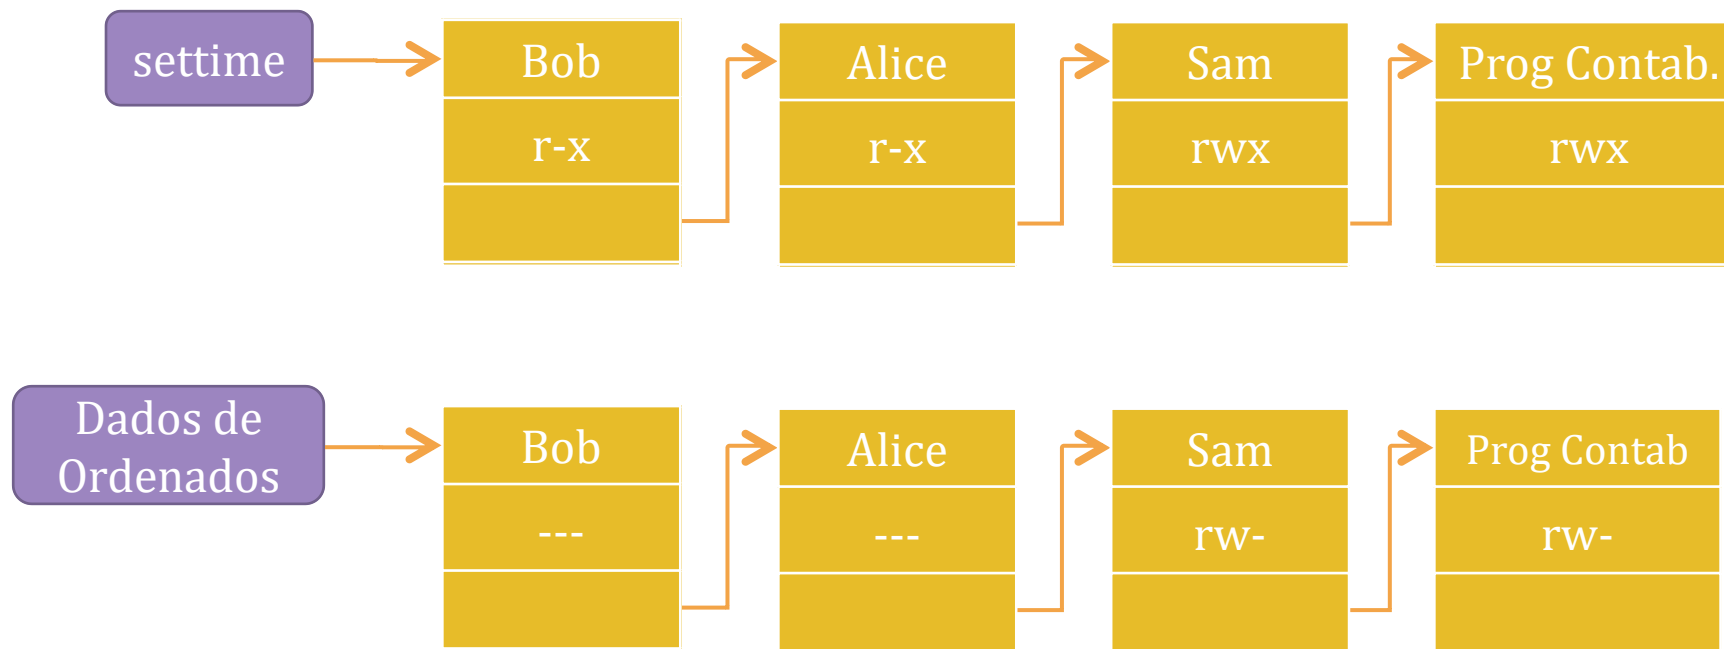 settime
Bob
Alice
Sam
Prog Contab.
r-x
r-x
rwx
rwx
Dados de
Ordenados
Bob
Alice
Sam
Prog Contab
---
---
rw-
rw-